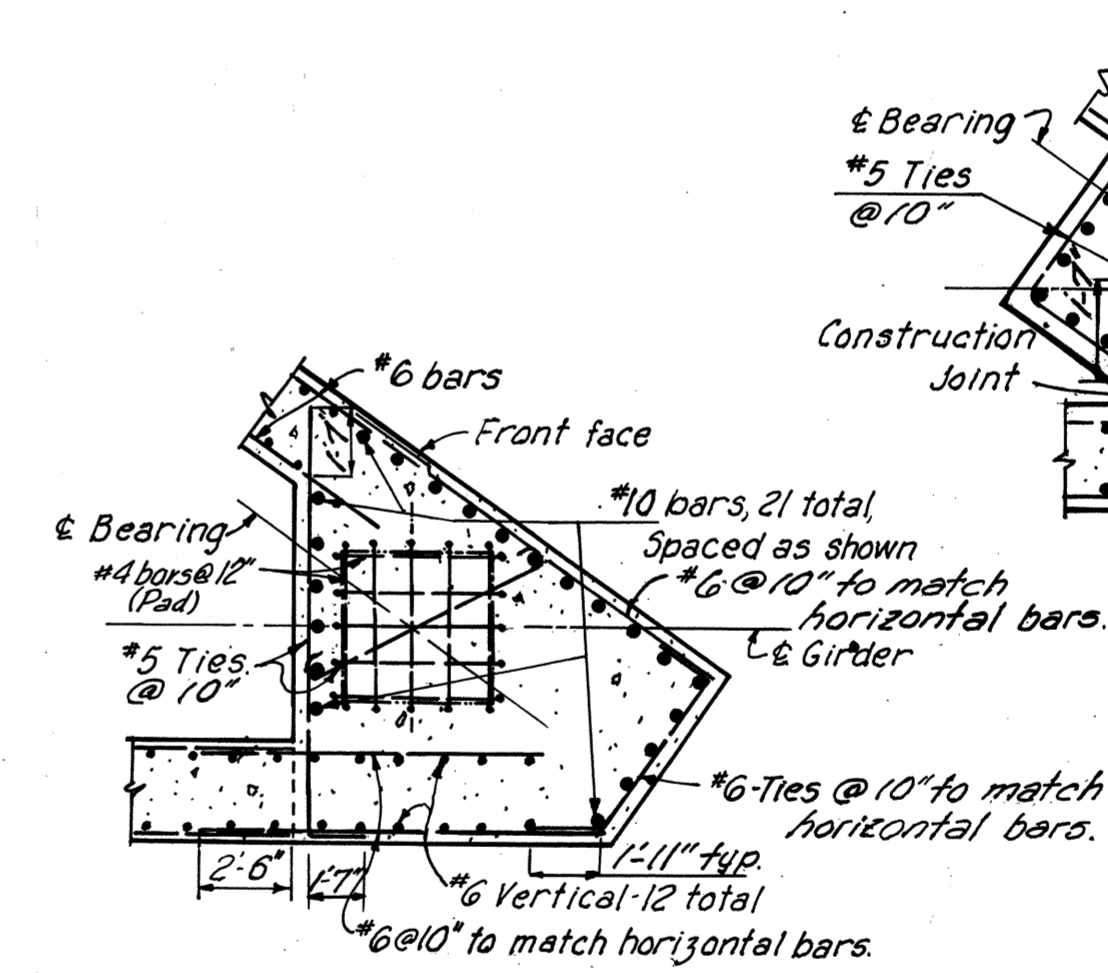 ℄ Bearing
#5 Ties
@ 10"
Construction
Joint
#6 bars
Front face
#10 bars, 21 total,
Spaced as shown
#6 @ 10" to match
horizontal bars.
℄ Bearing
#4 bars @ 12"
(Pad)
℄ Girder
#5 Ties
@ 10"
#6-Ties @ 10" to match
horizontal bars.
2'-6"
1'-7"
1'-11" typ.
#6 Vertical-12 total
#6@10" to match horizontal bars.